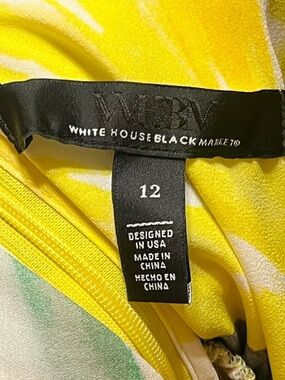 WHBM
WHITE HOUSE BLACK MARKET®
12
DESIGNED
IN USA
MADE IN
CHINA
HECHO EN
CHINA